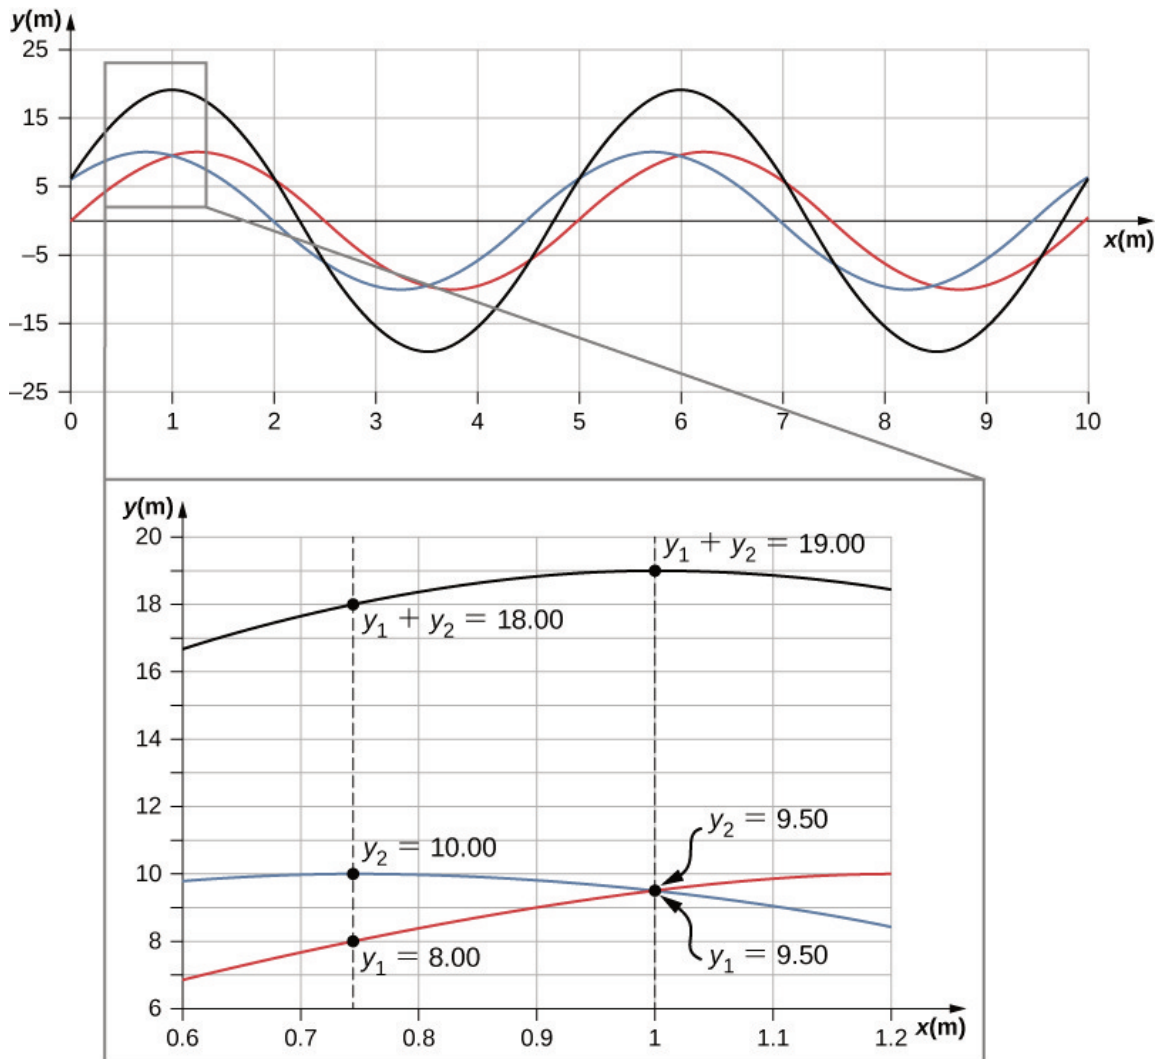 y(m)
25
15
5
0
–5
–15
–25
0 1 2 3 4 5 6 7 8 9 10
x(m)
y(m)
20
18
16
14
12
10
8
6
0.6 0.7 0.8 0.9 1 1.1 1.2 x(m)
y₁ + y₂ = 19.00
y₁ + y₂ = 18.00
y₂ = 9.50
y₂ = 10.00
y₁ = 8.00
y₁ = 9.50